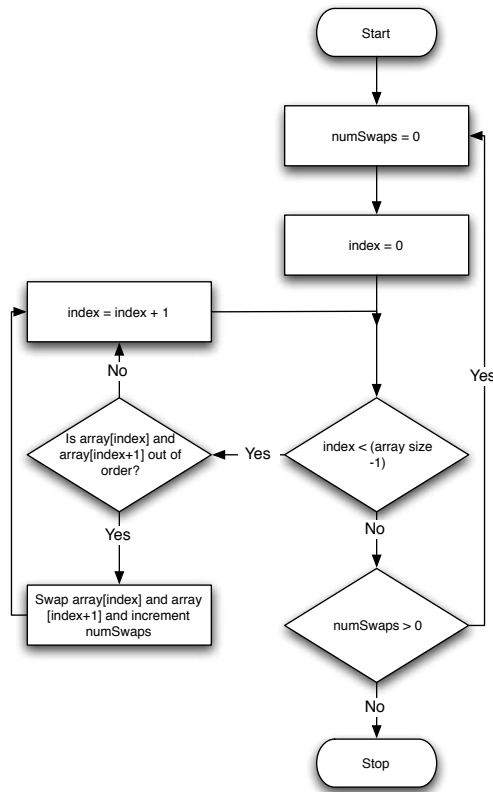 Start
numSwaps = 0
index = 0
index = index + 1
No
Yes
Is array[index] and
array[index+1] out of
order?
Yes
index < (array size
-1)
Yes
No
Swap array[index] and array
[index+1] and increment
numSwaps
numSwaps > 0
No
Stop